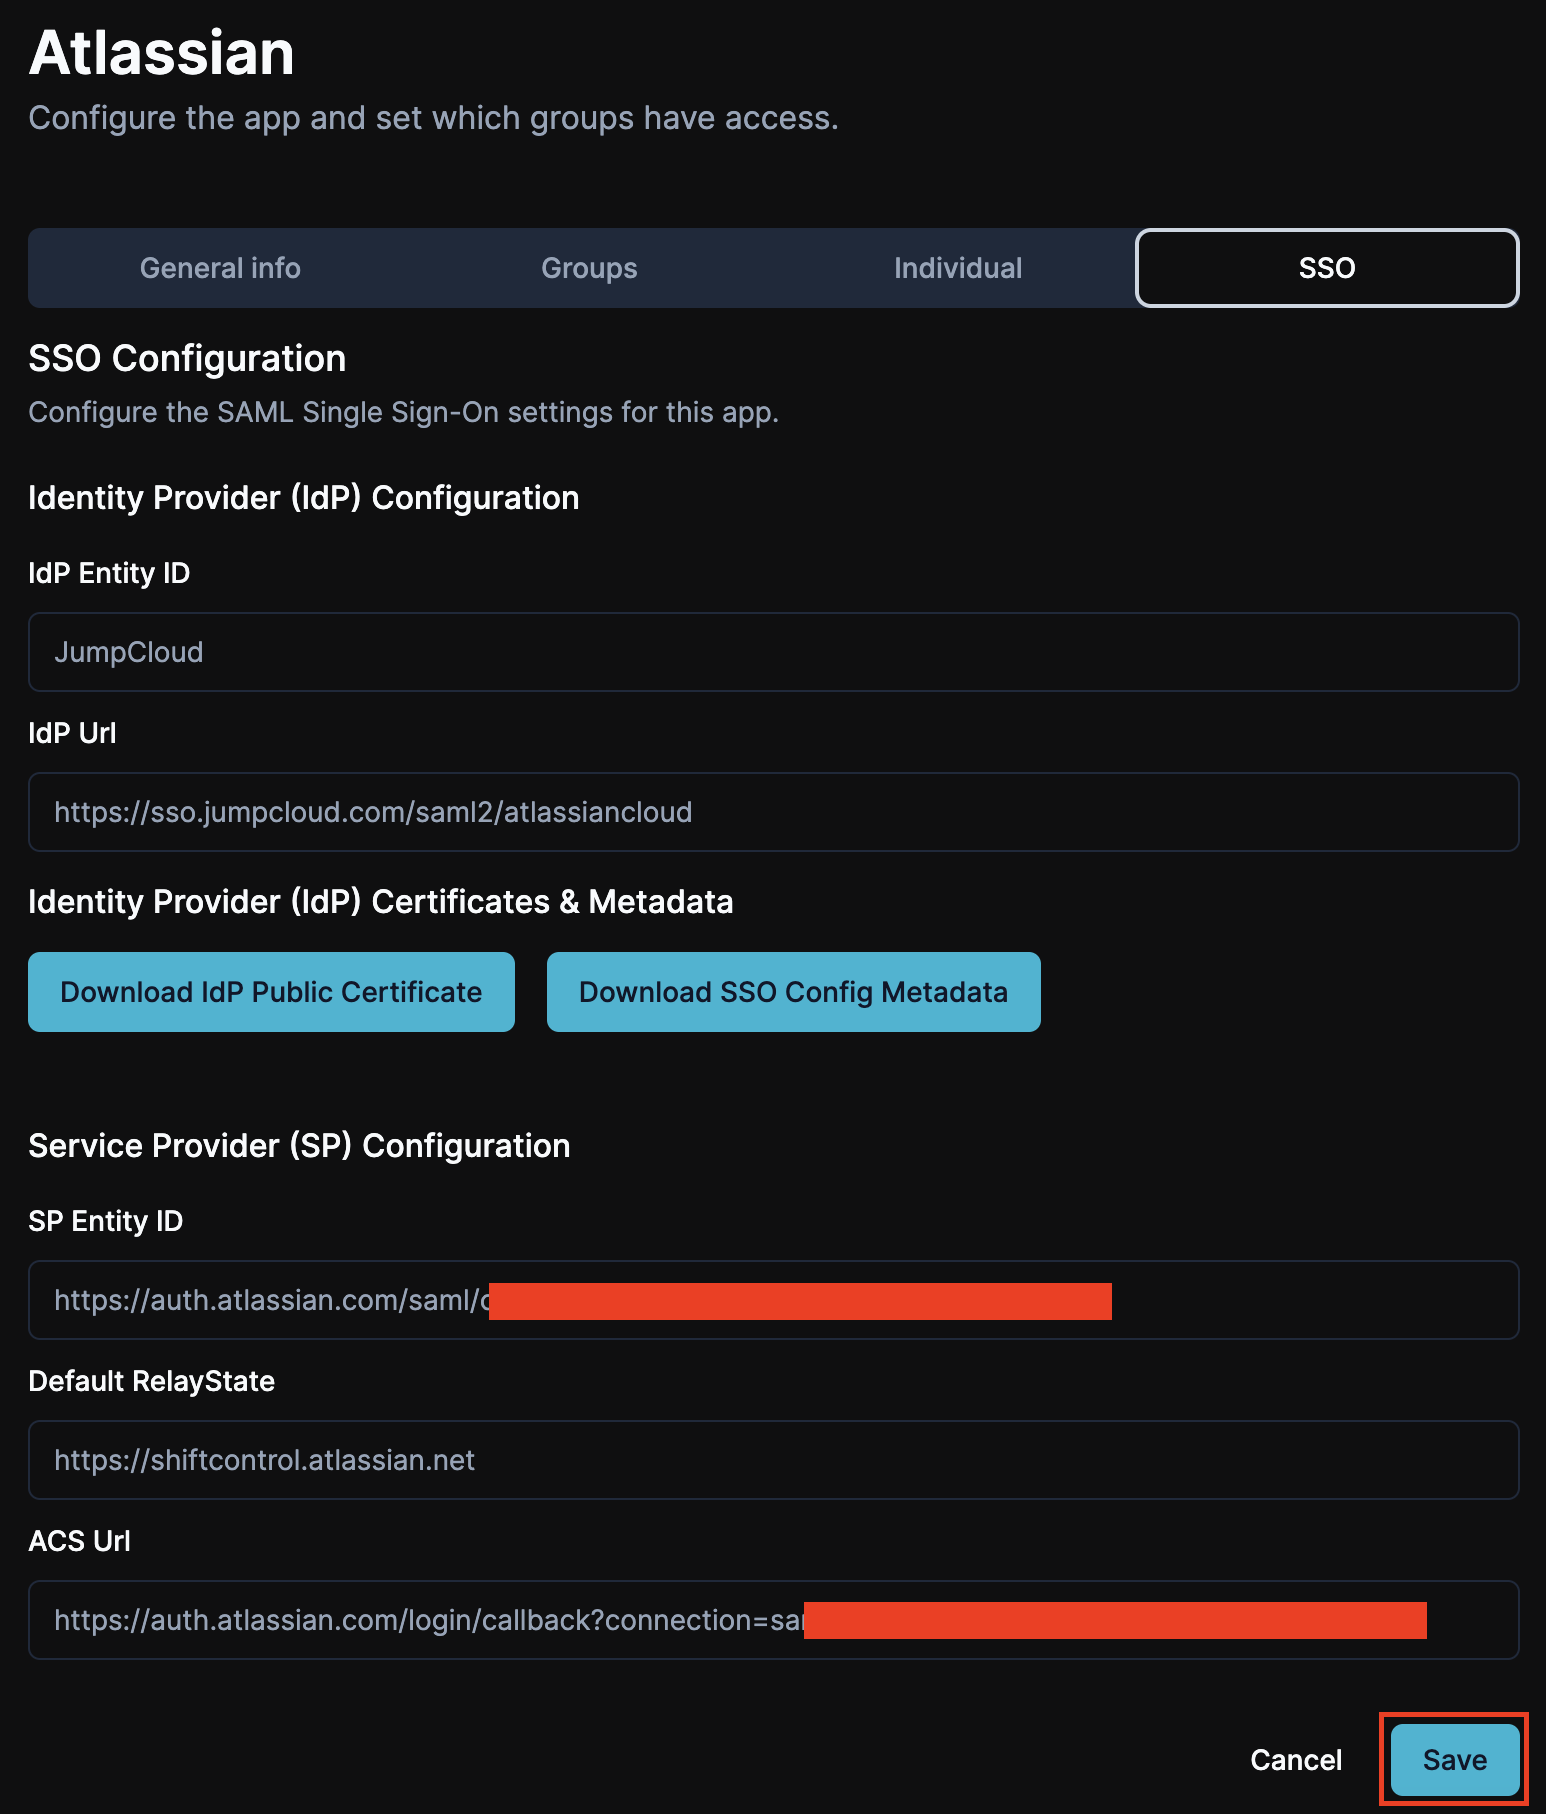 Atlassian
Configure the app and set which groups have access.
General info
Groups
Individual
SSO
SSO Configuration
Configure the SAML Single Sign-On settings for this app.
Identity Provider (IdP) Configuration
IdP Entity ID
JumpCloud
IdP Url
https://sso.jumpcloud.com/saml2/atlassiancloud
Identity Provider (IdP) Certificates & Metadata
Download IdP Public Certificate
Download SSO Config Metadata
Service Provider (SP) Configuration
SP Entity ID
https://auth.atlassian.com/saml/
Default RelayState
https://shiftcontrol.atlassian.net
ACS Url
https://auth.atlassian.com/login/callback?connection=sa
Cancel
Save